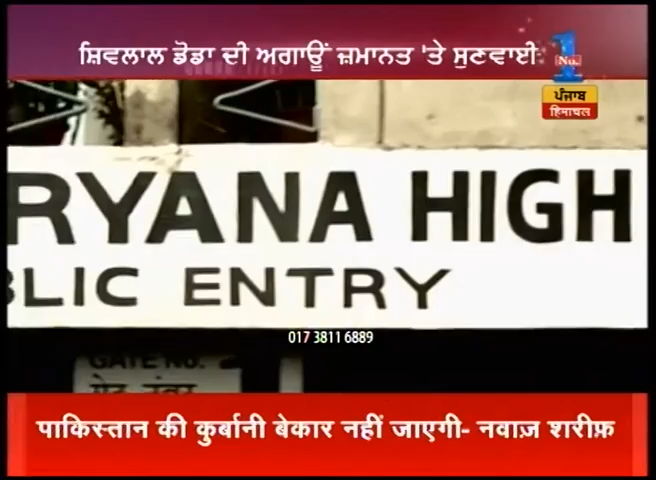 ਸ਼ਿਵਲਾਲ ਡੋਡਾ ਦੀ ਅਗਾਊਂ ਜ਼ਮਾਨਤ 'ਤੇ ਸੁਣਵਾਈ
No. 1
ਪੰਜਾਬ
हिमाचल
RYANA HIGH
BLIC ENTRY
017 3811 6889
GATE NO.
गेट नंबर
पाकिस्तान की कुर्बानी बेकार नहीं जाएगी- नवाज़ शरीफ़